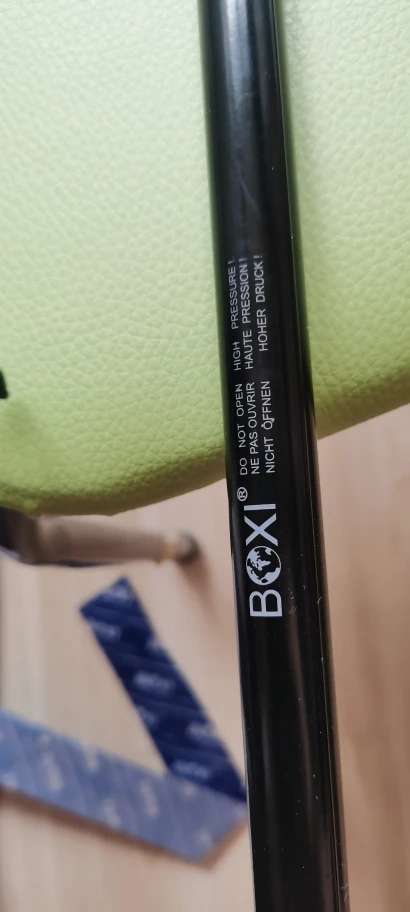 BOXI®
DO NOT OPEN HIGH PRESSURE!
NE PAS OUVRIR HAUTE PRESSION!
NICHT ÖFFNEN HOHER DRUCK!